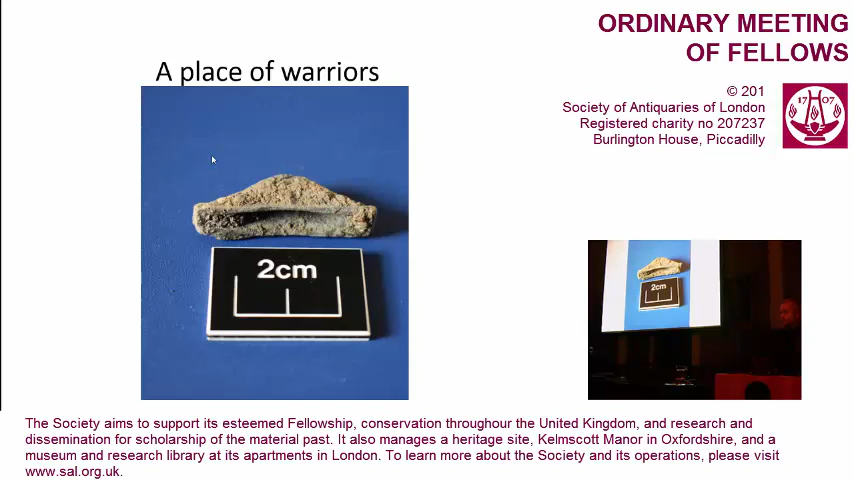 ORDINARY MEETING
OF FELLOWS
A place of warriors
© 201
Society of Antiquaries of London
Registered charity no 207237
Burlington House, Piccadilly
17 07
2cm
2cm
The Society aims to support its esteemed Fellowship, conservation throughour the United Kingdom, and research and
dissemination for scholarship of the material past. It also manages a heritage site, Kelmscott Manor in Oxfordshire, and a
museum and research library at its apartments in London. To learn more about the Society and its operations, please visit
www.sal.org.uk.